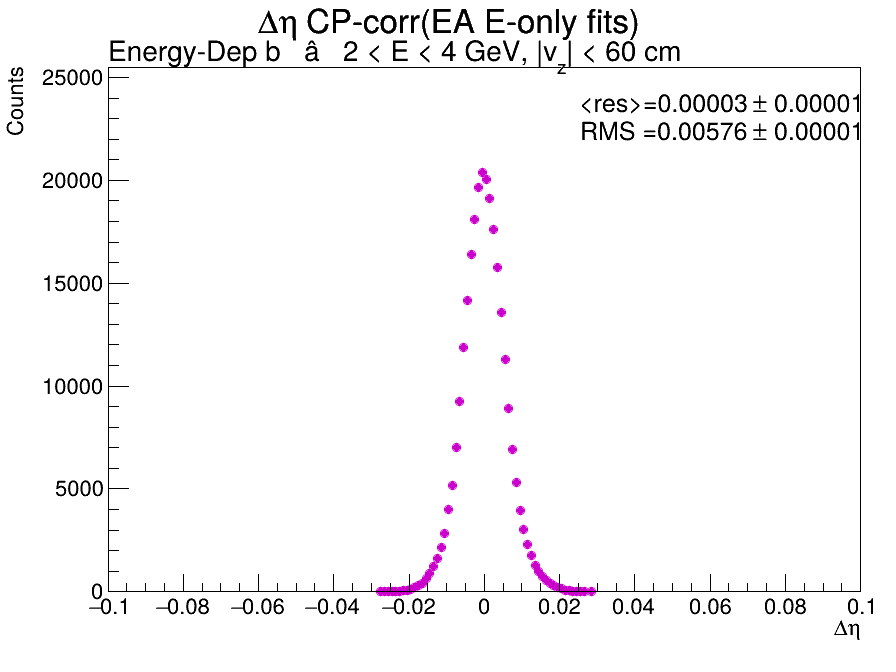 Δη CP-corr(EA E-only fits)
Energy-Dep b â 2 < E < 4 GeV, |v_z| < 60 cm
Counts
<res>=0.00003 ± 0.00001
RMS =0.00576 ± 0.00001
25000
20000
15000
10000
5000
0
−0.1 −0.08 −0.06 −0.04 −0.02 0 0.02 0.04 0.06 0.08 0.1
Δη